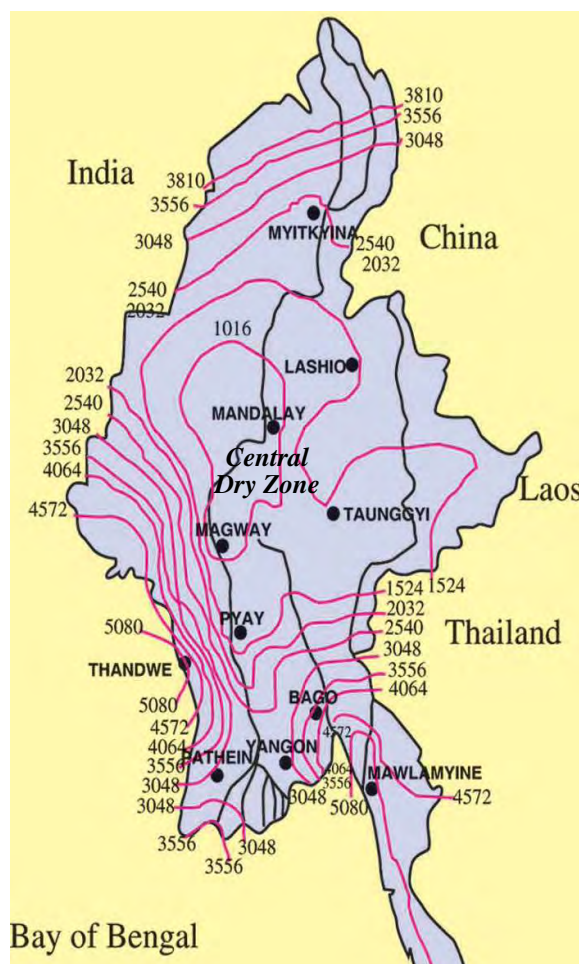 3810
3556
3048
India
3810
3556
MYITKYINA
China
3048
2540
2032
2540
2032
1016
LASHIO
2032
2540
MANDALAY
3048
3556
Central
4064
Dry Zone
Laos
4572
TAUNGGYI
MAGWAY
1524
1524
2032
PYAY
5080
2540
Thailand
3048
THANDWE
3556
BAGO
4064
5080
4572
4572
4064
YANGON
3556
PATHEIN
4064
MAWLAMYINE
3048
3556
3048
5080
4572
3048
3556
3048
3556
Bay of Bengal